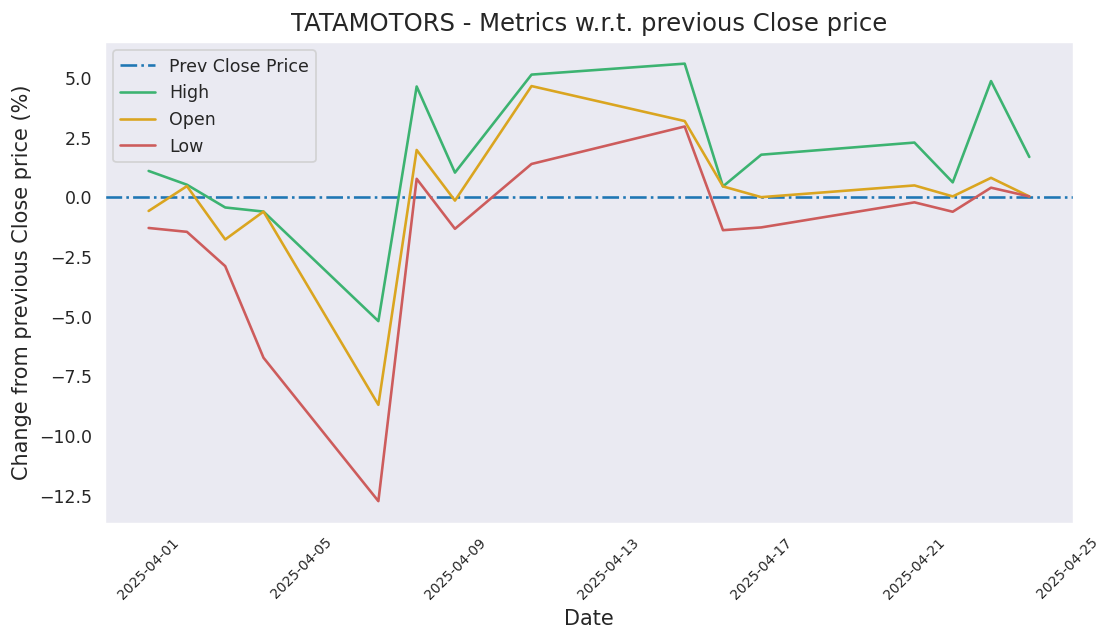 TATAMOTORS - Metrics w.r.t. previous Close price
Prev Close Price
High
Open
Low
Change from previous Close price (%)
5.0
2.5
0.0
−2.5
−5.0
−7.5
−10.0
−12.5
2025-04-01
2025-04-05
2025-04-09
2025-04-13
2025-04-17
2025-04-21
2025-04-25
Date